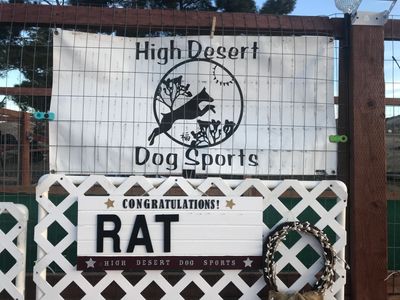 High Desert
Dog Sports
CONGRATULATIONS!
RAT
HIGH DESERT DOG SPORTS